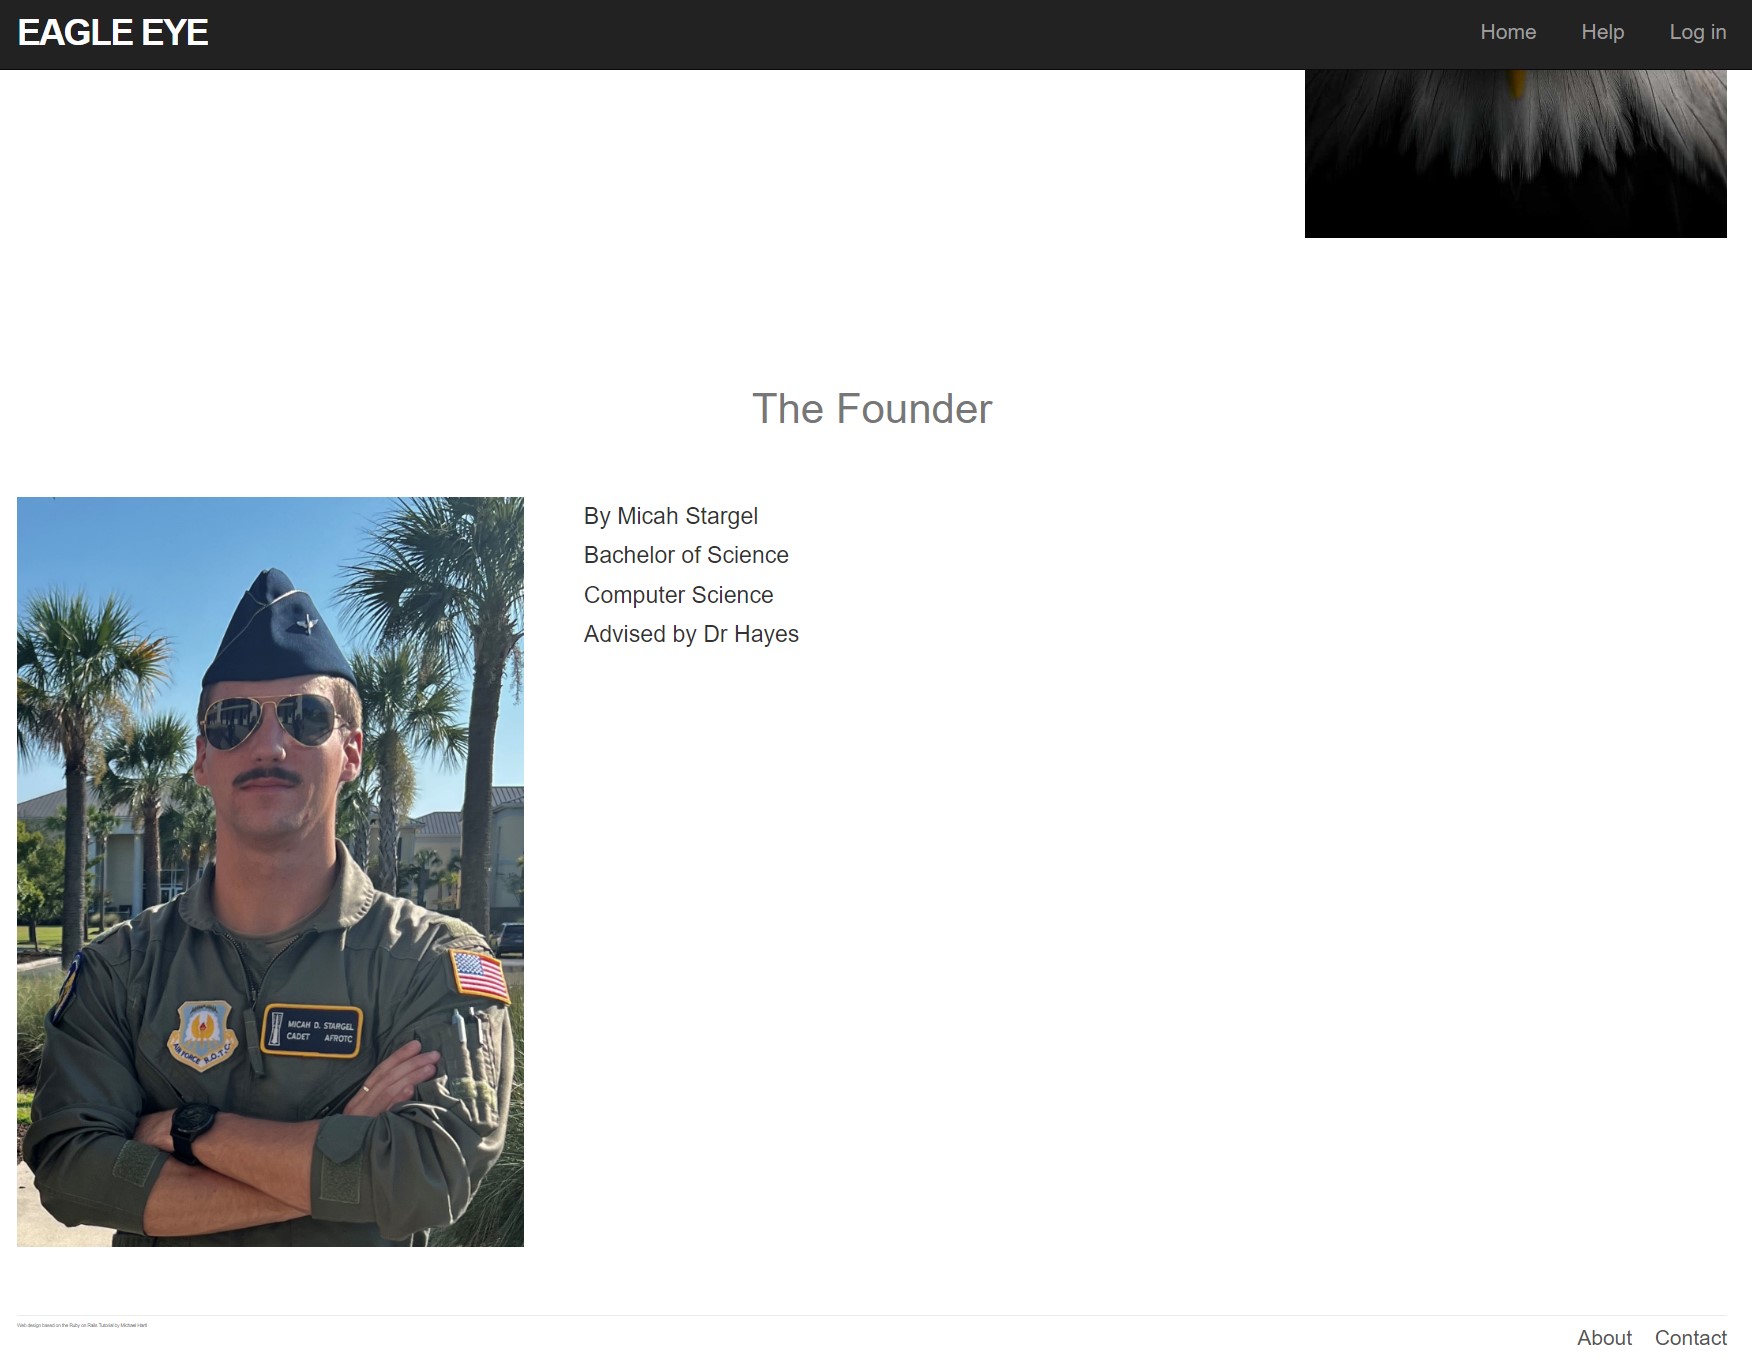 EAGLE EYE
Home Help Log in
The Founder
By Micah Stargel
Bachelor of Science
Computer Science
Advised by Dr Hayes
MICAH D. STARGEL
CADET AFROTC
AIR FORCE R.O.T.C.
Web design based on the Ruby on Rails Tutorial by Michael Hartl
About Contact